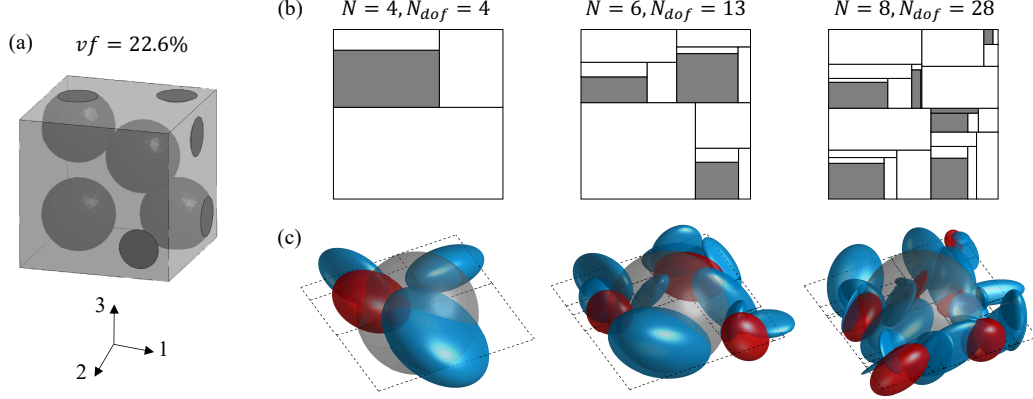 (a)
vf = 22.6%
3
1
2
(b)
N = 4, N_dof = 4
N = 6, N_dof = 13
N = 8, N_dof = 28
(c)